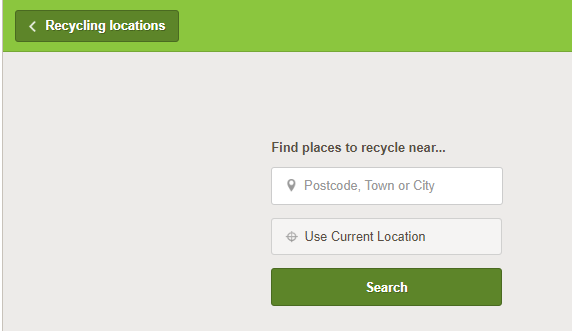 Recycling locations
Find places to recycle near...
Postcode, Town or City
Use Current Location
Search